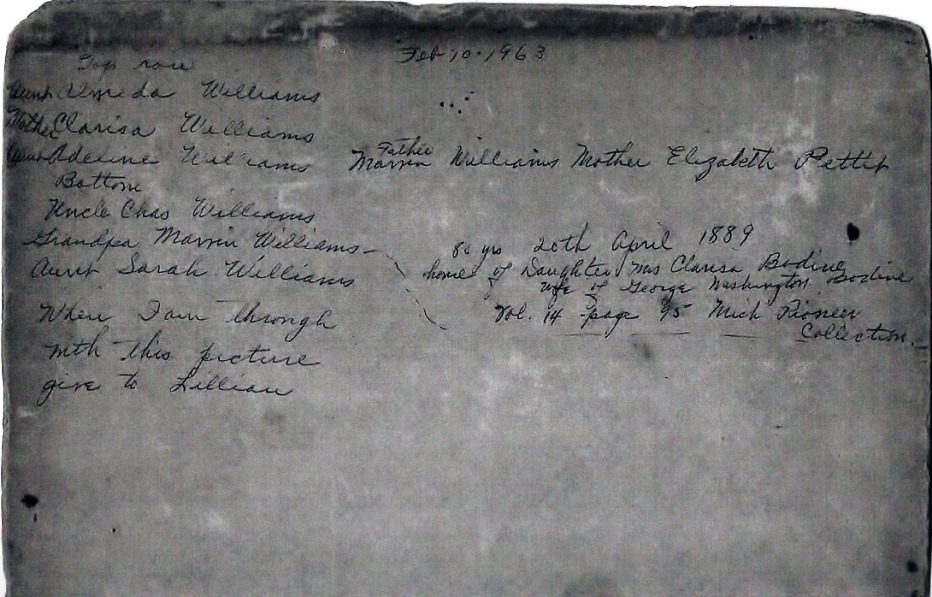 Feb 10 - 1963
Top row
Aunt Almeda Williams
Mother Clarisa Williams
Aunt Adeline Williams
Bottom
Uncle Chas Williams
Grandpa Marvin Williams -
Aunt Sarah Williams
When I am through
with this picture
give to Lillian
Father
Marvin Williams Mother Elizabeth Pettit
yrs 20th April 1889
home of Daughter Mrs Clarisa Bodine
wife of George Washington Bodine
Vol. 14 page 95 Mich Pioneer
Collection.